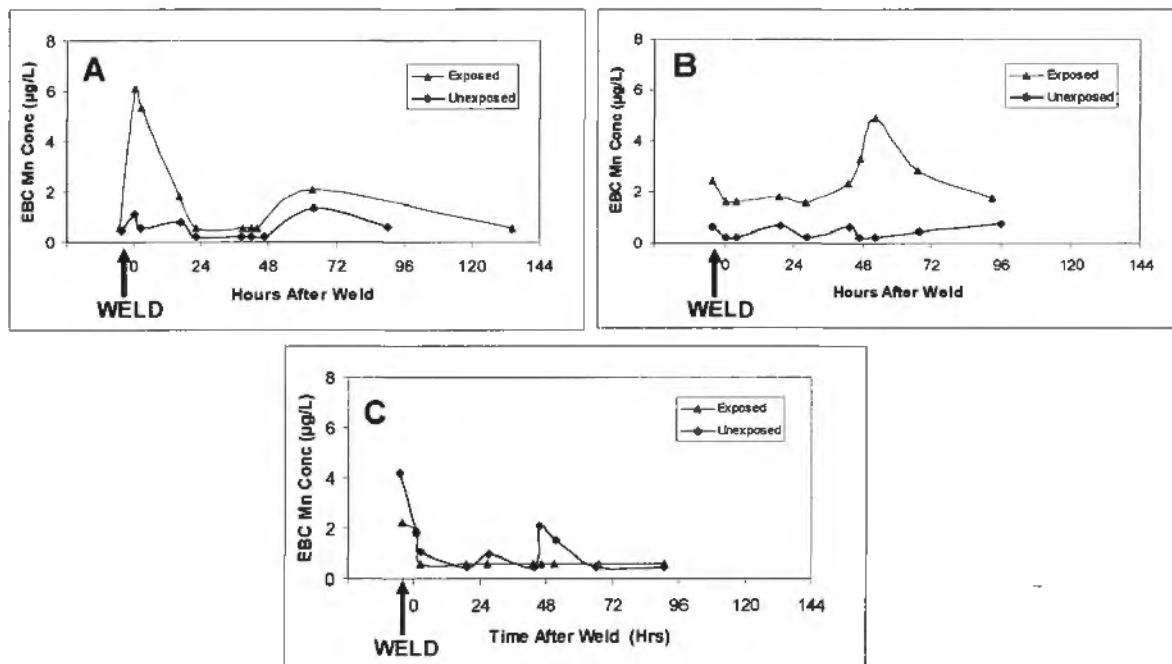 A
EBC Mn Conc (µg/L)
8
6
4
2
0
Exposed
Unexposed
0 24 48 72 96 120 144
Hours After Weld
WELD
B
EBC Mn Conc (µg/L)
8
6
4
2
0
Exposed
Unexposed
0 24 48 72 96 120 144
Hours After Weld
WELD
C
EBC Mn Conc (µg/L)
8
6
4
2
0
Exposed
Unexposed
0 24 48 72 96 120 144
Time After Weld (Hrs)
WELD